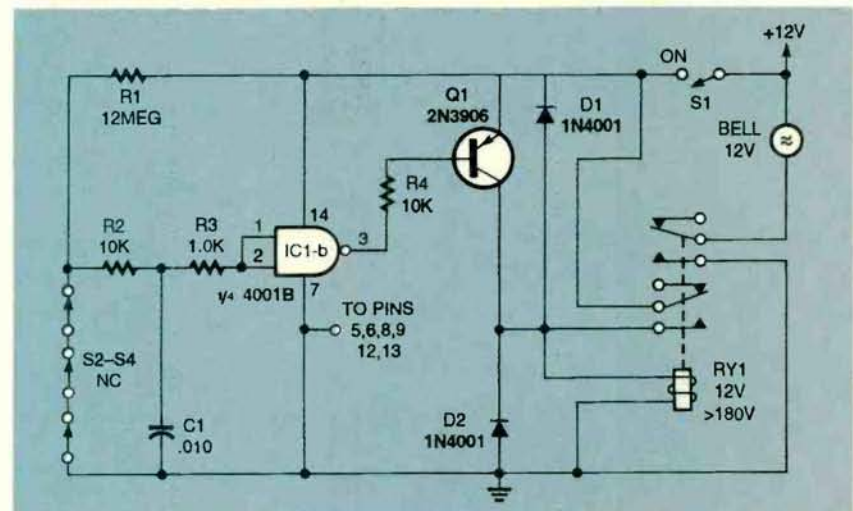 +12V
ON
S1
R1
12MEG
Q1
2N3906
D1
1N4001
BELL
12V
R4
10K
R2
10K
R3
1.0K
1
2
14
IC1-b
3
7
1/4 4001B
TO PINS
5,6,8,9
12,13
S2–S4
NC
C1
.010
D2
1N4001
RY1
12V
>180V